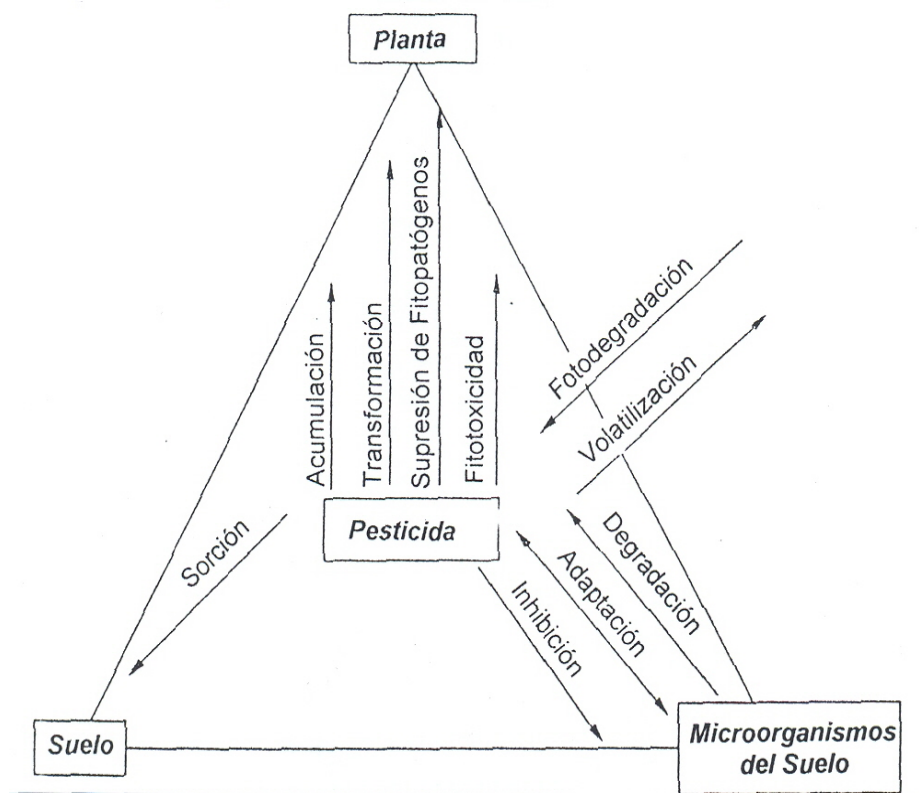 Planta
Acumulación
Transformación
Supresión de Fitopatógenos
Fitotoxicidad
Fotodegradación
Volatilización
Pesticida
Sorción
Inhibición
Adaptación
Degradación
Suelo
Microorganismos
del Suelo